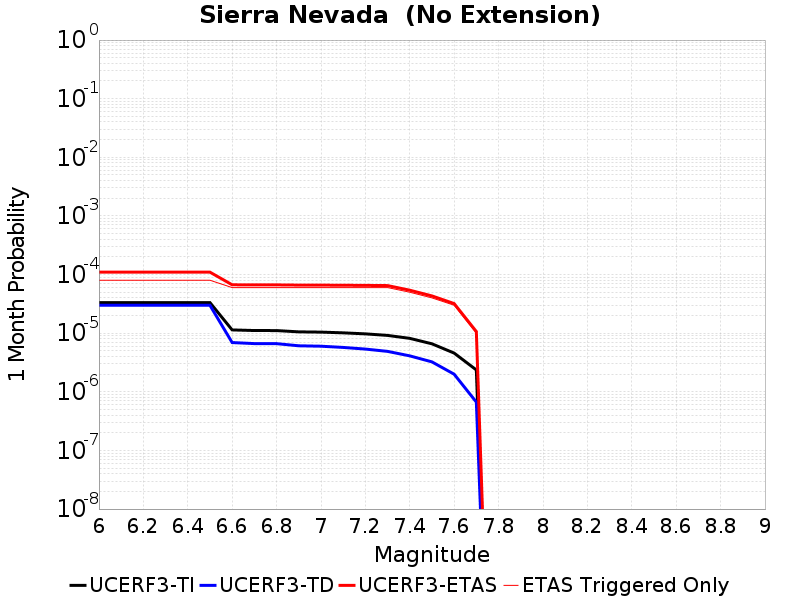 Sierra Nevada  (No Extension)
10^0
10^-1
10^-2
10^-3
10^-4
10^-5
10^-6
10^-7
10^-8
1 Month Probability
6 6.2 6.4 6.6 6.8 7 7.2 7.4 7.6 7.8 8 8.2 8.4 8.6 8.8 9
Magnitude
UCERF3-TI UCERF3-TD UCERF3-ETAS ETAS Triggered Only